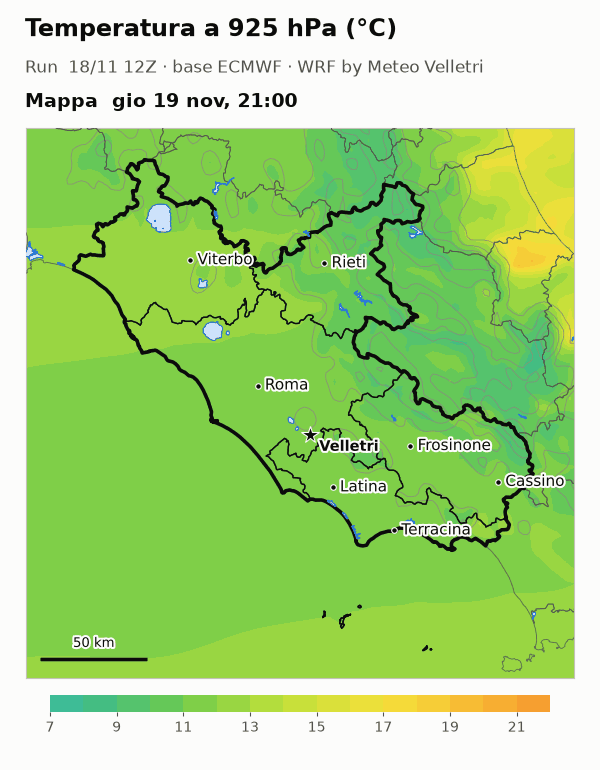 Temperatura a 925 hPa (°C)
Run  18/11 12Z · base ECMWF · WRF by Meteo Velletri
Mappa  gio 19 nov, 21:00
Viterbo
Rieti
Roma
Velletri
Frosinone
Latina
Cassino
Terracina
50 km
7 9 11 13 15 17 19 21